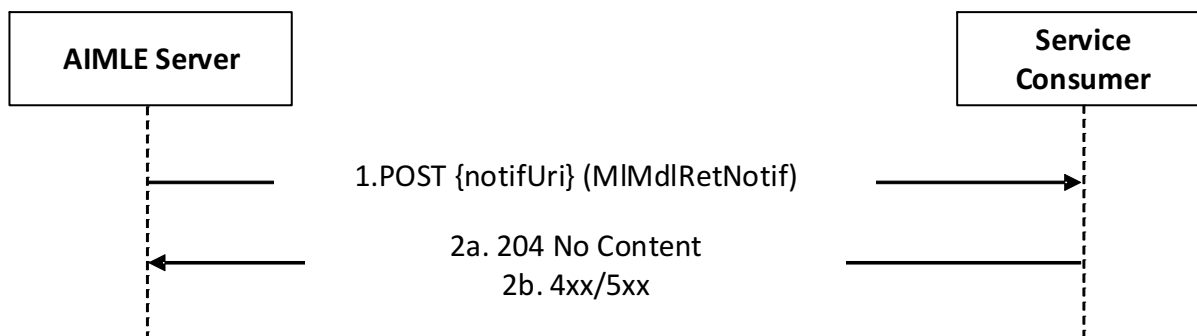 AIMLE Server
Service
Consumer
1.POST {notifUri} (MlMdlRetNotif)
2a. 204 No Content
2b. 4xx/5xx